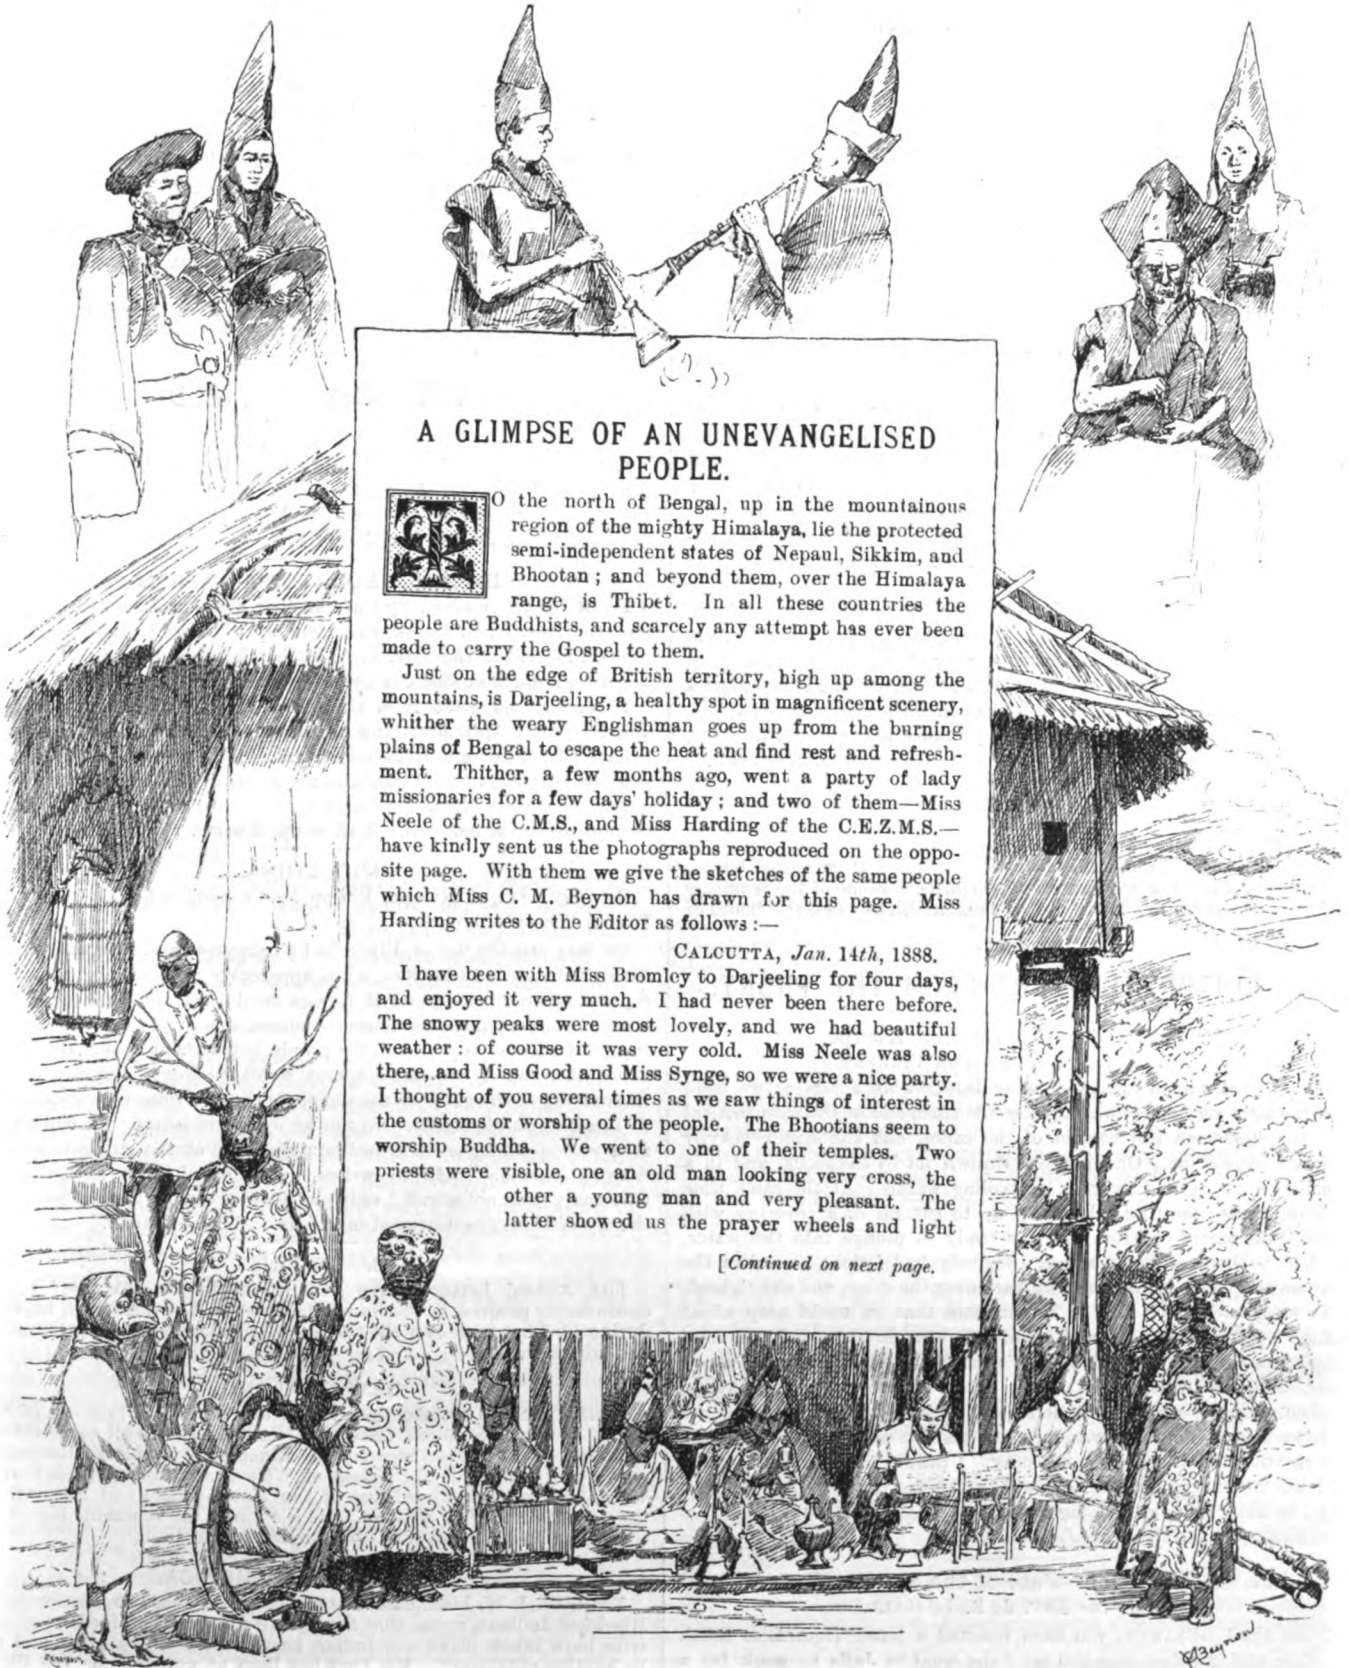 A GLIMPSE OF AN UNEVANGELISED
PEOPLE.
TO the north of Bengal, up in the mountainous
region of the mighty Himalaya, lie the protected
semi-independent states of Nepaul, Sikkim, and
Bhootan ; and beyond them, over the Himalaya
range, is Thibet. In all these countries the
people are Buddhists, and scarcely any attempt has ever been
made to carry the Gospel to them.
Just on the edge of British territory, high up among the
mountains, is Darjeeling, a healthy spot in magnificent scenery,
whither the weary Englishman goes up from the burning
plains of Bengal to escape the heat and find rest and refresh-
ment. Thither, a few months ago, went a party of lady
missionaries for a few days' holiday ; and two of them—Miss
Neele of the C.M.S., and Miss Harding of the C.E.Z.M.S.—
have kindly sent us the photographs reproduced on the oppo-
site page. With them we give the sketches of the same people
which Miss C. M. Beynon has drawn for this page. Miss
Harding writes to the Editor as follows :—
CALCUTTA, Jan. 14th, 1888.
I have been with Miss Bromley to Darjeeling for four days,
and enjoyed it very much. I had never been there before.
The snowy peaks were most lovely, and we had beautiful
weather : of course it was very cold. Miss Neele was also
there, and Miss Good and Miss Synge, so we were a nice party.
I thought of you several times as we saw things of interest in
the customs or worship of the people. The Bhootians seem to
worship Buddha. We went to one of their temples. Two
priests were visible, one an old man looking very cross, the
other a young man and very pleasant. The
latter showed us the prayer wheels and light
[Continued on next page.
Beynon